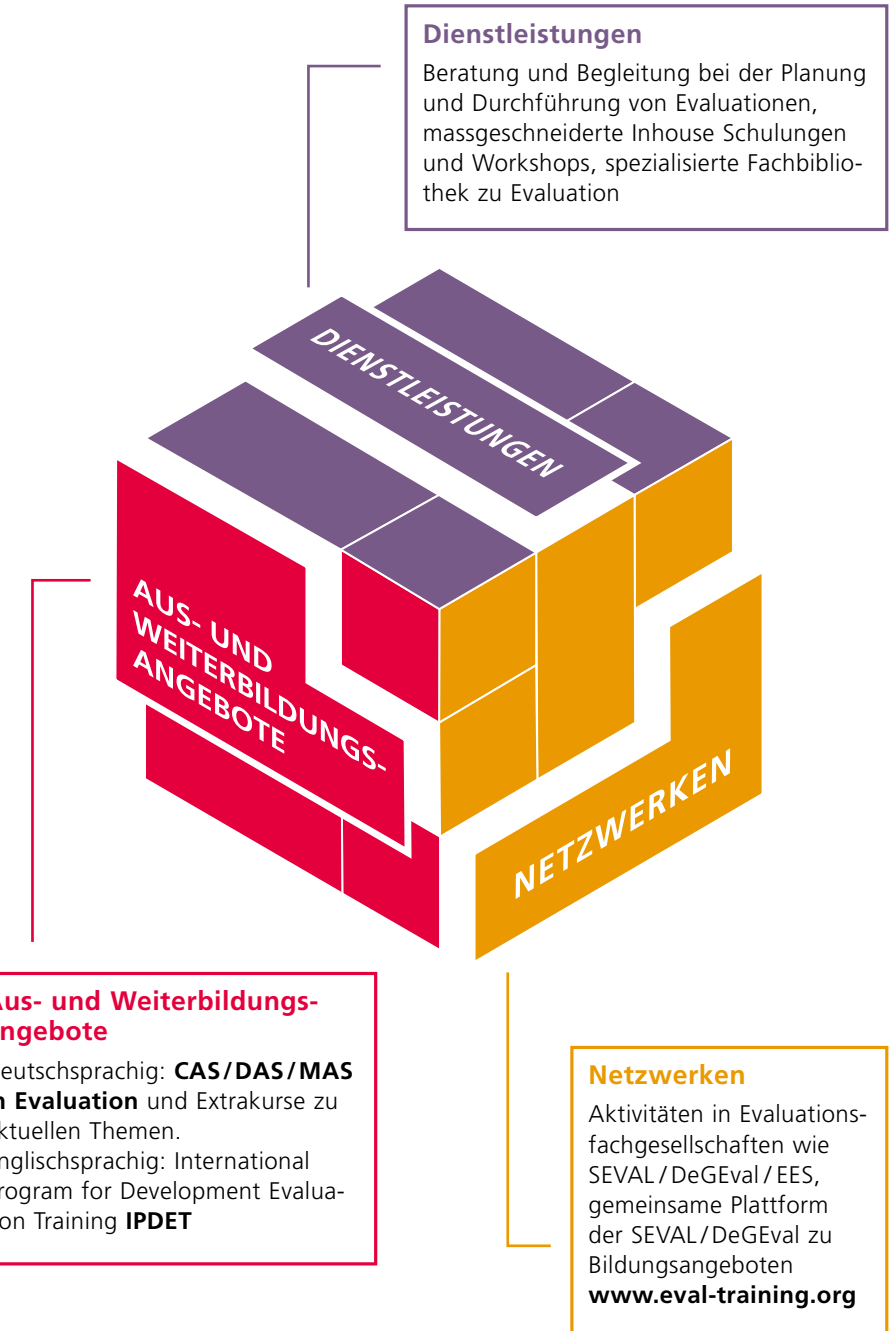 Dienstleistungen
Beratung und Begleitung bei der Planung
und Durchführung von Evaluationen,
massgeschneiderte Inhouse Schulungen
und Workshops, spezialisierte Fachbiblio-
thek zu Evaluation
DIENSTLEISTUNGEN
AUS- UND
WEITERBILDUNGS-
ANGEBOTE
NETZWERKEN
Aus- und Weiterbildungs-
ngebote
eutschsprachig: CAS/DAS/MAS
n Evaluation und Extrakurse zu
ktuellen Themen.
nglischsprachig: International
rogram for Development Evalua-
on Training IPDET
Netzwerken
Aktivitäten in Evaluations-
fachgesellschaften wie
SEVAL/DeGEval/EES,
gemeinsame Plattform
der SEVAL/DeGEval zu
Bildungsangeboten
www.eval-training.org